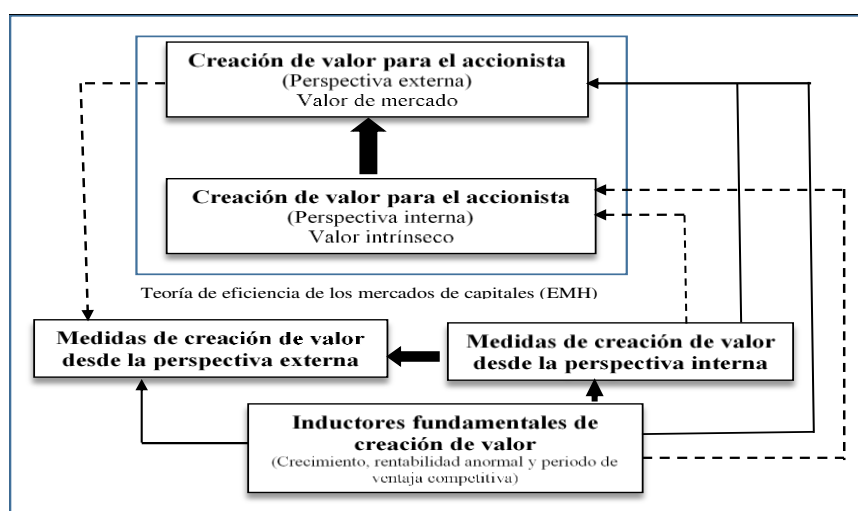 Creación de valor para el accionista
(Perspectiva externa)
Valor de mercado
Creación de valor para el accionista
(Perspectiva interna)
Valor intrínseco
Teoría de eficiencia de los mercados de capitales (EMH)
Medidas de creación de valor
desde la perspectiva externa
Medidas de creación de valor
desde la perspectiva interna
Inductores fundamentales de
creación de valor
(Crecimiento, rentabilidad anormal y periodo de
ventaja competitiva)